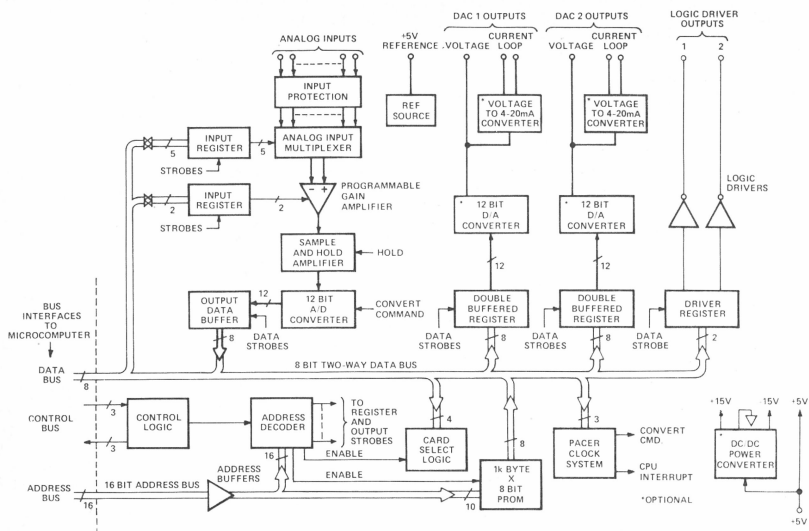 ANALOG INPUTS
INPUT
PROTECTION
ANALOG INPUT
MULTIPLEXER
INPUT
REGISTER
5
5
STROBES
INPUT
REGISTER
2
2
STROBES
- +
PROGRAMMABLE
GAIN
AMPLIFIER
SAMPLE
AND HOLD
AMPLIFIER
HOLD
12 BIT
A/D
CONVERTER
CONVERT
COMMAND
12
OUTPUT
DATA
BUFFER
DATA
STROBES
8
+5V
REFERENCE
REF
SOURCE
DAC 1 OUTPUTS
VOLTAGE
CURRENT
LOOP
* VOLTAGE
TO 4-20mA
CONVERTER
* 12 BIT
D/A
CONVERTER
12
DOUBLE
BUFFERED
REGISTER
DATA
STROBES
8
DAC 2 OUTPUTS
VOLTAGE
CURRENT
LOOP
* VOLTAGE
TO 4-20mA
CONVERTER
* 12 BIT
D/A
CONVERTER
12
DOUBLE
BUFFERED
REGISTER
DATA
STROBES
8
LOGIC DRIVER
OUTPUTS
1 2
LOGIC
DRIVERS
DRIVER
REGISTER
DATA
STROBE
2
BUS
INTERFACES
TO
MICROCOMPUTER
DATA
BUS
8
8 BIT TWO-WAY DATA BUS
CONTROL
BUS
3
3
CONTROL
LOGIC
ADDRESS
DECODER
TO
REGISTER
AND
OUTPUT
STROBES
4
CARD
SELECT
LOGIC
ENABLE
ENABLE
16
ADDRESS
BUFFERS
ADDRESS
BUS
16
16 BIT ADDRESS BUS
10
8
1k BYTE
X
8 BIT
PROM
3
PACER
CLOCK
SYSTEM
CONVERT
CMD.
CPU
INTERRUPT
*OPTIONAL
+15V
15V
+5V
* DC/DC
POWER
CONVERTER
+5V